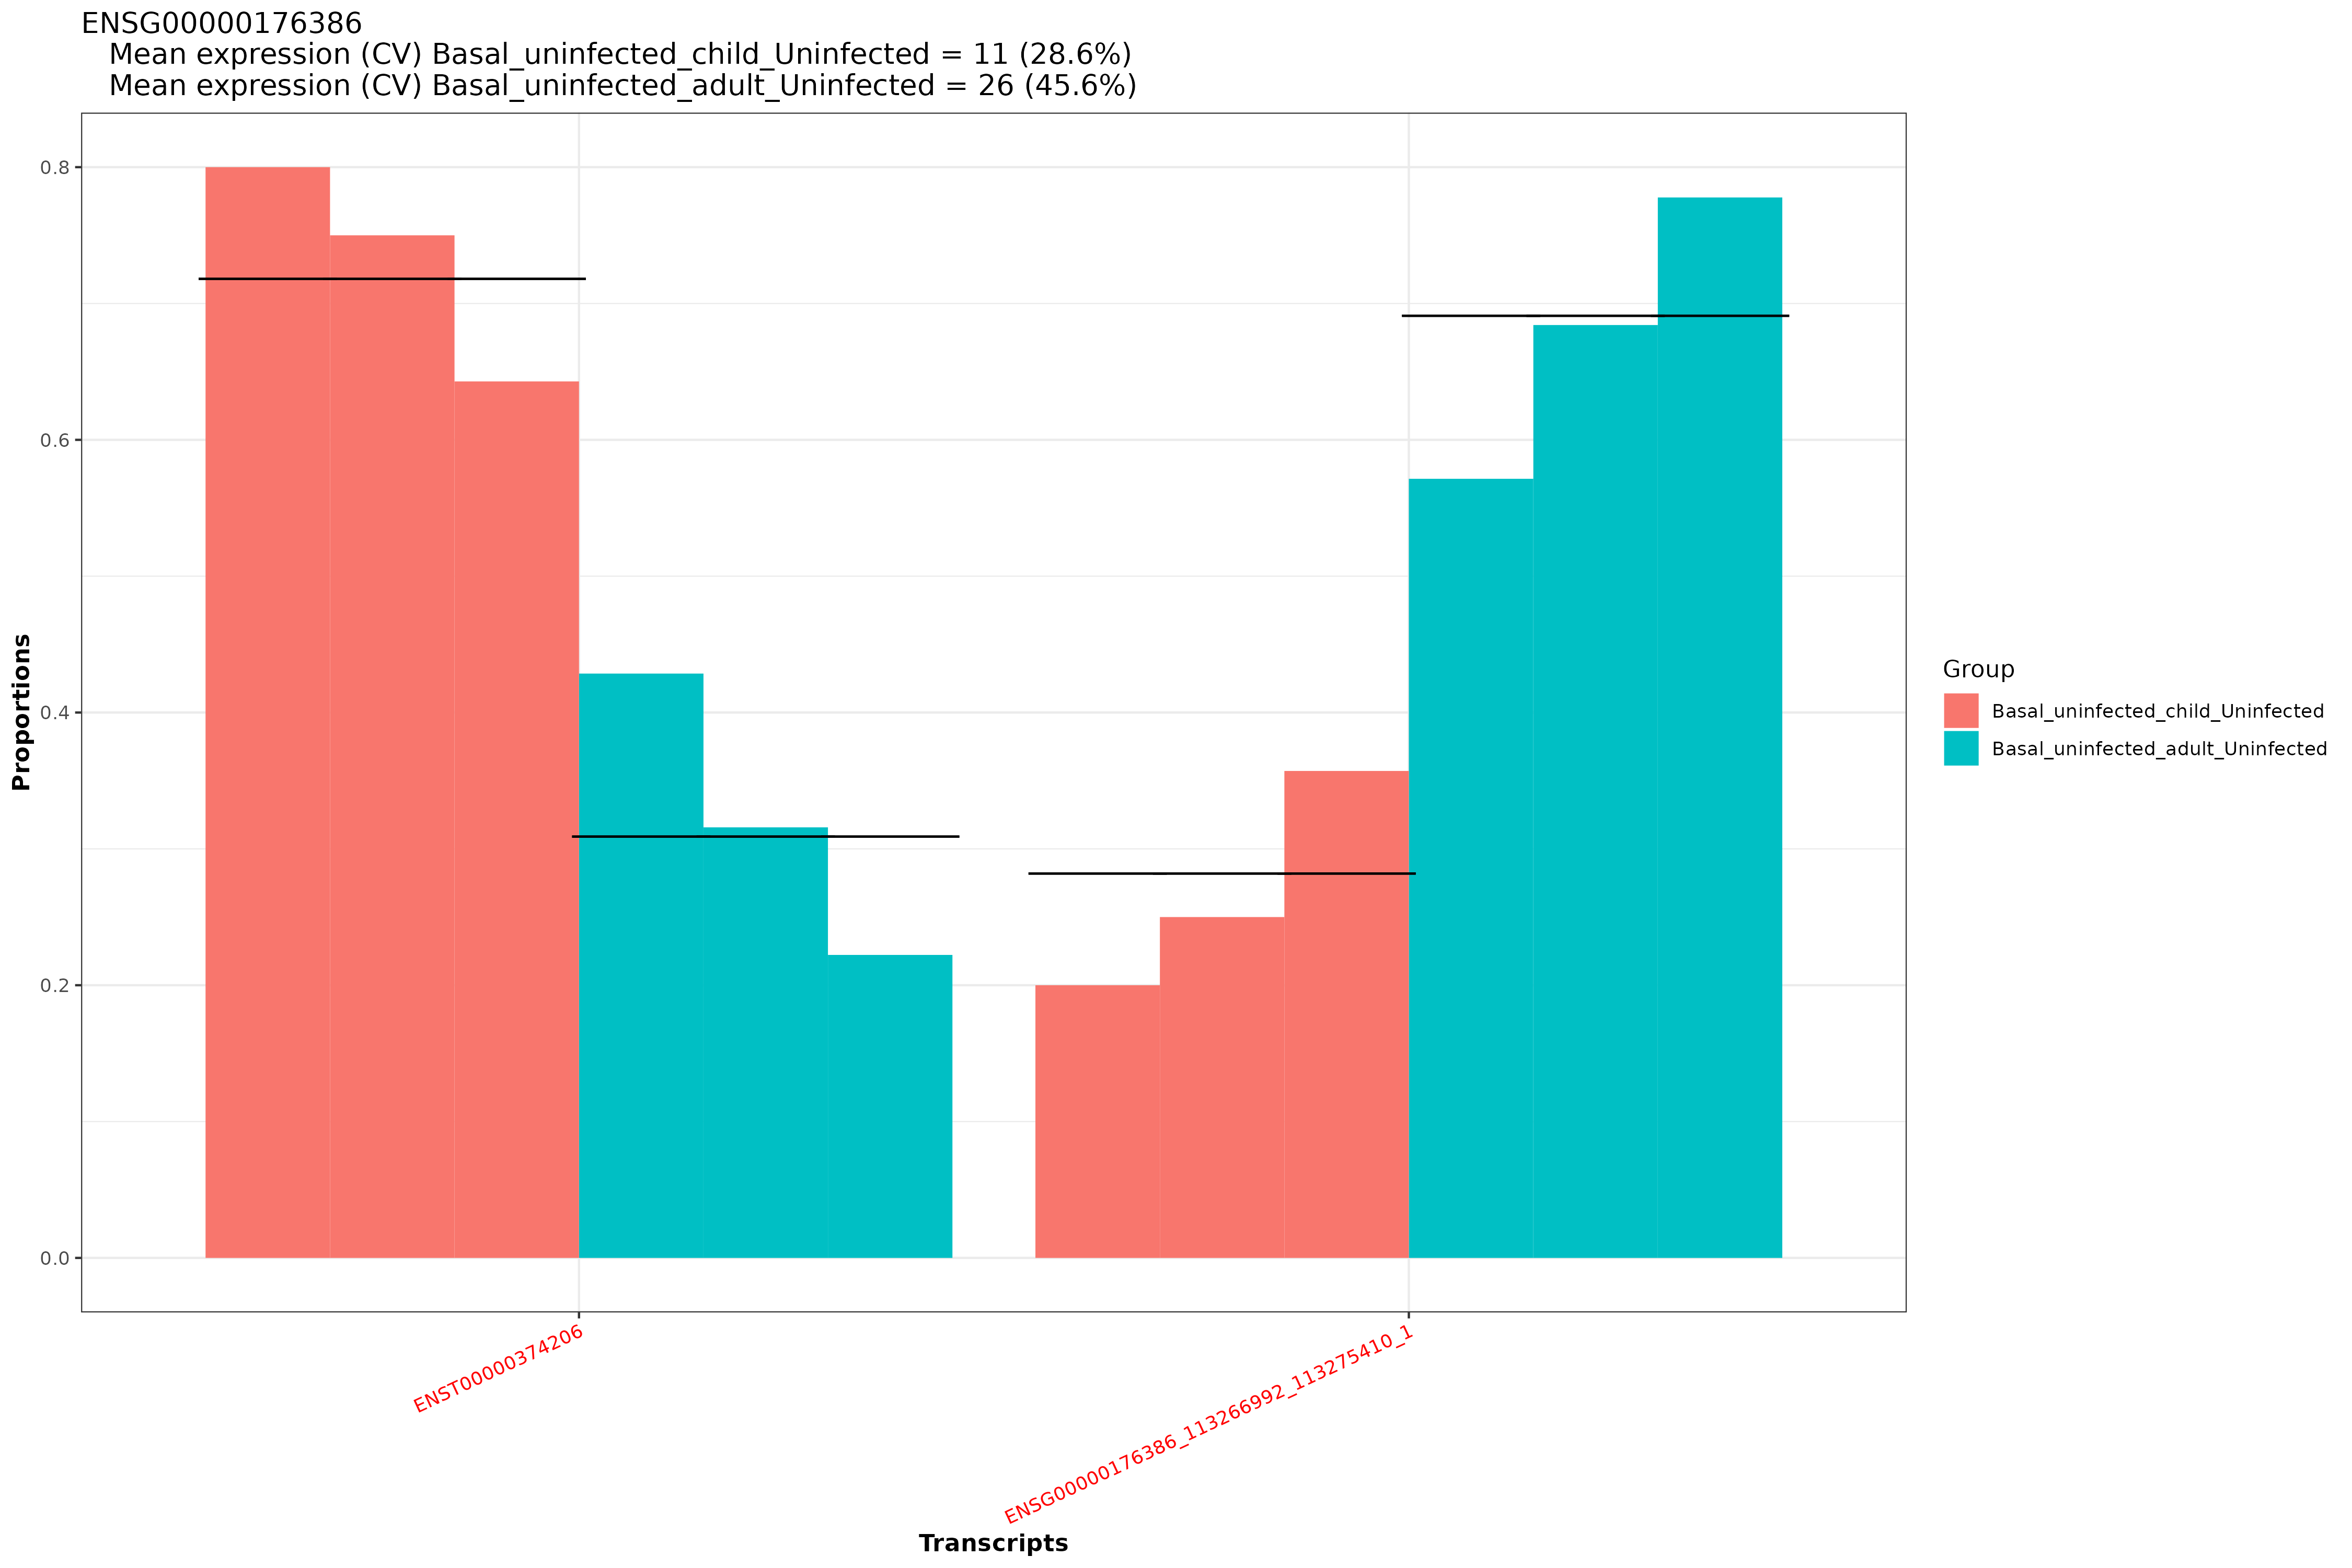 ENSG00000176386
Mean expression (CV) Basal_uninfected_child_Uninfected = 11 (28.6%)
Mean expression (CV) Basal_uninfected_adult_Uninfected = 26 (45.6%)
0.8
0.6
0.4
0.2
0.0
Proportions
Group
Basal_uninfected_child_Uninfected
Basal_uninfected_adult_Uninfected
ENST00000374206
ENSG00000176386_113266992_113275410_1
Transcripts